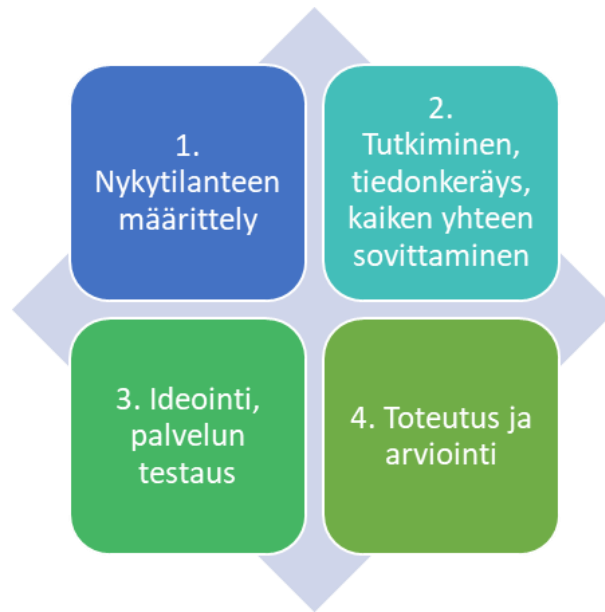 1.
Nykytilanteen
määrittely
2.
Tutkiminen,
tiedonkeräys,
kaiken yhteen
sovittaminen
3. Ideointi,
palvelun
testaus
4. Toteutus ja
arviointi